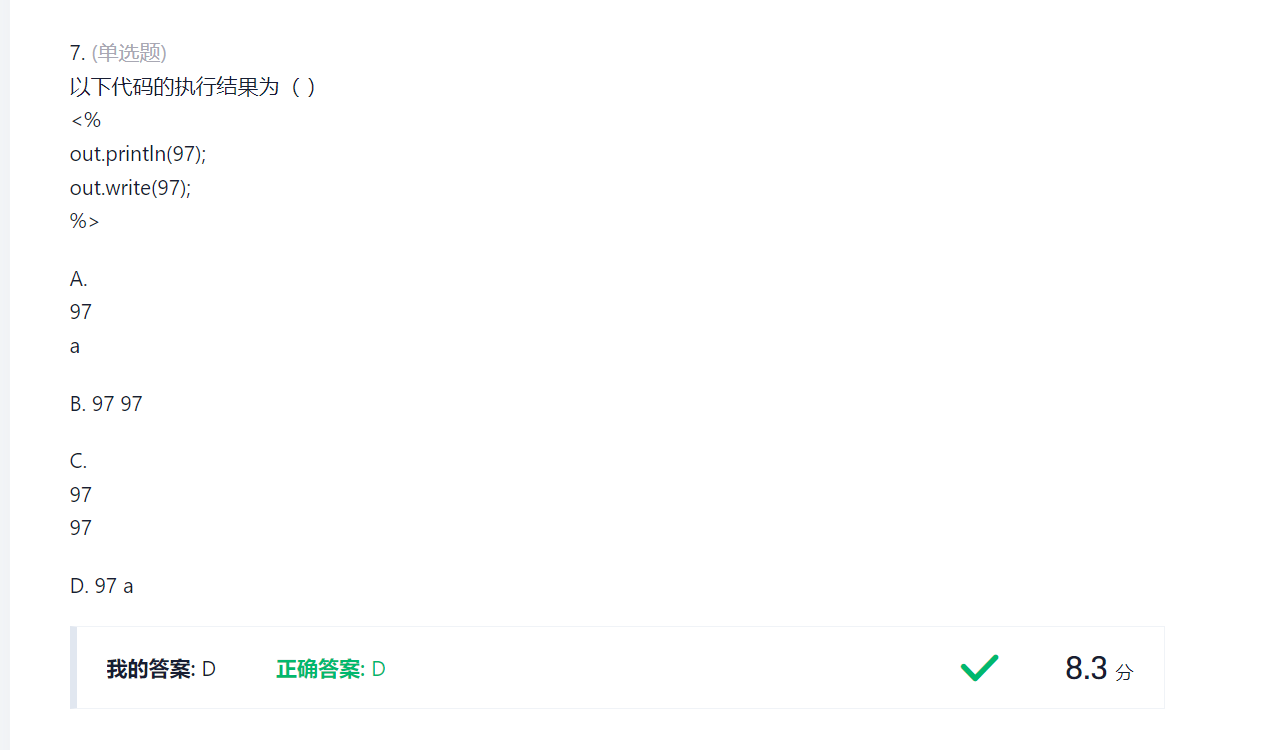 7. (单选题)
以下代码的执行结果为（ ）
<%
out.println(97);
out.write(97);
%>
A.
97
a
B. 97 97
C.
97
97
D. 97 a
我的答案: D 正确答案: D 8.3 分